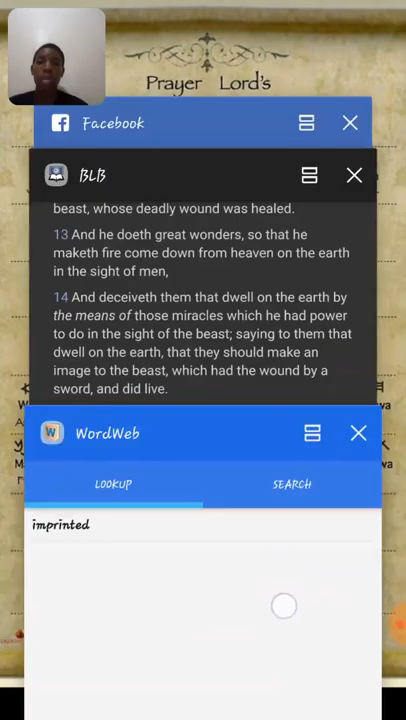 Prayer Lord's
Facebook
BLB
beast, whose deadly wound was healed.
13 And he doeth great wonders, so that he
maketh fire come down from heaven on the earth
in the sight of men,
14 And deceiveth them that dwell on the earth by
the means of those miracles which he had power
to do in the sight of the beast; saying to them that
dwell on the earth, that they should make an
image to the beast, which had the wound by a
sword, and did live.
WordWeb
LOOKUP SEARCH
imprinted